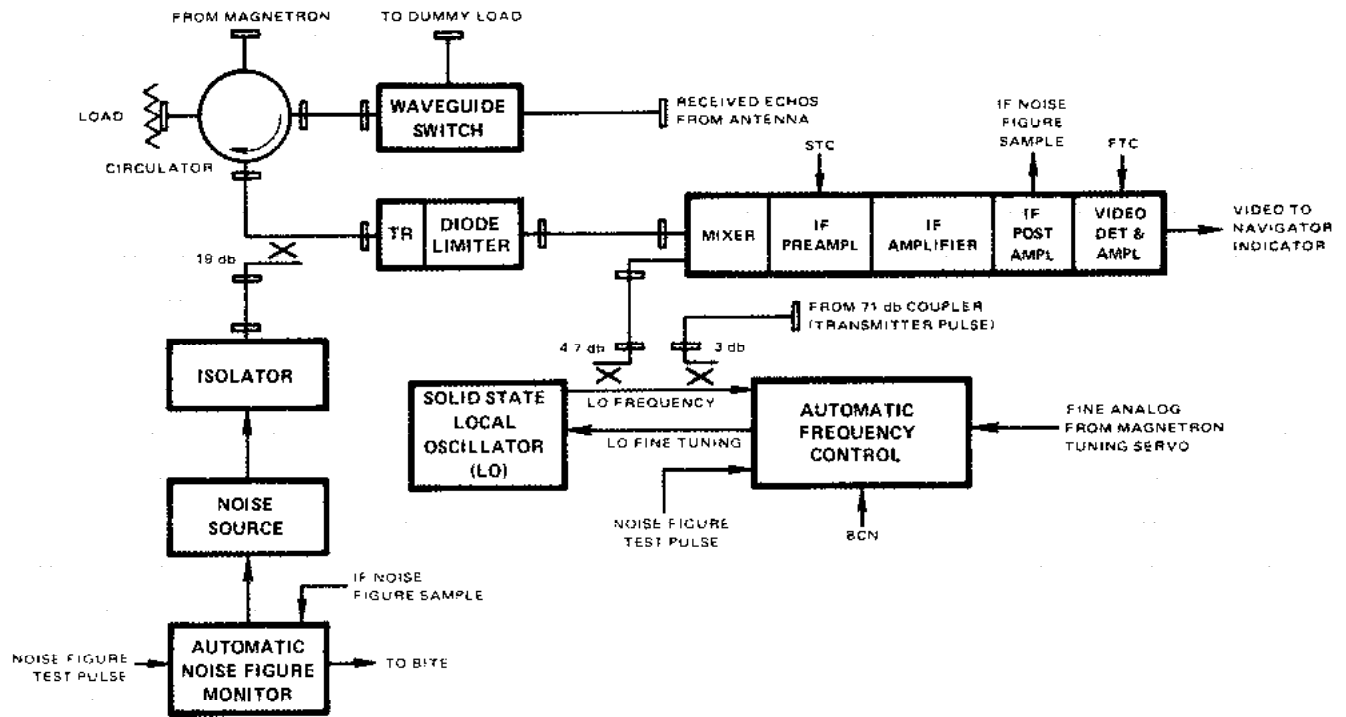 FROM MAGNETRON
TO DUMMY LOAD
LOAD
CIRCULATOR
WAVEGUIDE
SWITCH
RECEIVED ECHOS
FROM ANTENNA
IF NOISE
FIGURE
SAMPLE
STC
FTC
TR
DIODE
LIMITER
MIXER
IF
PREAMPL
IF
AMPLIFIER
IF
POST
AMPL
VIDEO
DET &
AMPL
VIDEO TO
NAVIGATOR
INDICATOR
19 db
FROM 71 db COUPLER
(TRANSMITTER PULSE)
4.7 db
3 db
ISOLATOR
SOLID STATE
LOCAL
OSCILLATOR
(LO)
LO FREQUENCY
LO FINE TUNING
AUTOMATIC
FREQUENCY
CONTROL
FINE ANALOG
FROM MAGNETRON
TUNING SERVO
NOISE FIGURE
TEST PULSE
BCN
NOISE
SOURCE
IF NOISE
FIGURE SAMPLE
NOISE FIGURE
TEST PULSE
AUTOMATIC
NOISE FIGURE
MONITOR
TO BITE